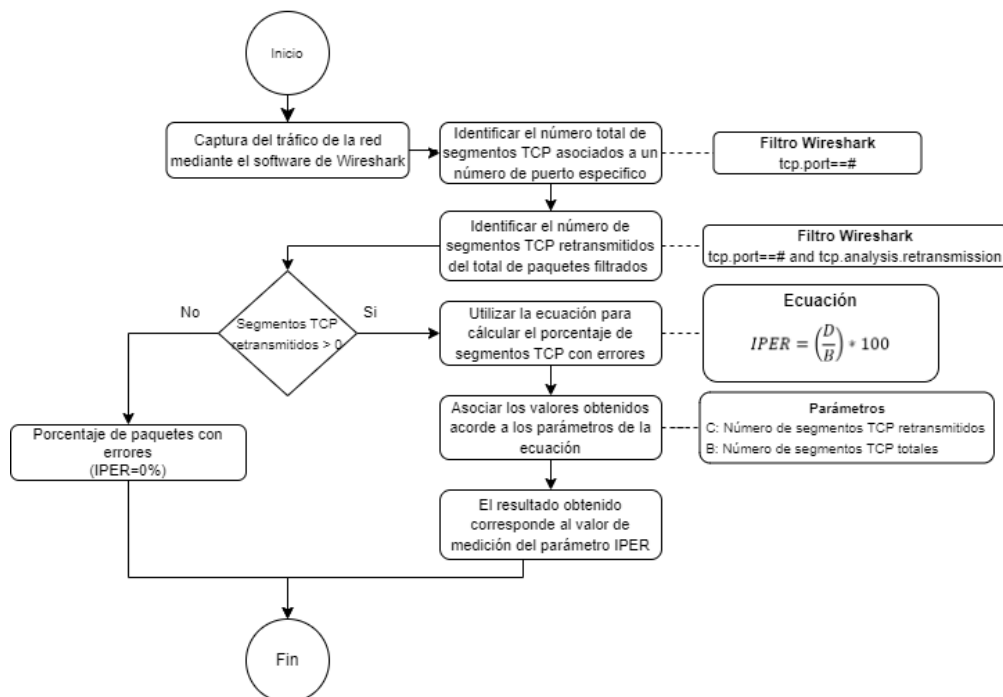 Inicio
Captura del tráfico de la red
mediante el software de Wireshark
Identificar el número total de
segmentos TCP asociados a un
número de puerto especifico
Filtro Wireshark
tcp.port==#
Identificar el número de
segmentos TCP retransmitidos
del total de paquetes filtrados
Filtro Wireshark
tcp.port==# and tcp.analysis.retransmission
No
Segmentos TCP
retransmitidos > 0
Si
Utilizar la ecuación para
cálcular el porcentaje de
segmentos TCP con errores
Ecuación
IPER = (D/B) * 100
Asociar los valores obtenidos
acorde a los parámetros de la
ecuación
Parámetros
C: Número de segmentos TCP retransmitidos
B: Número de segmentos TCP totales
Porcentaje de paquetes con
errores
(IPER=0%)
El resultado obtenido
corresponde al valor de
medición del parámetro IPER
Fin